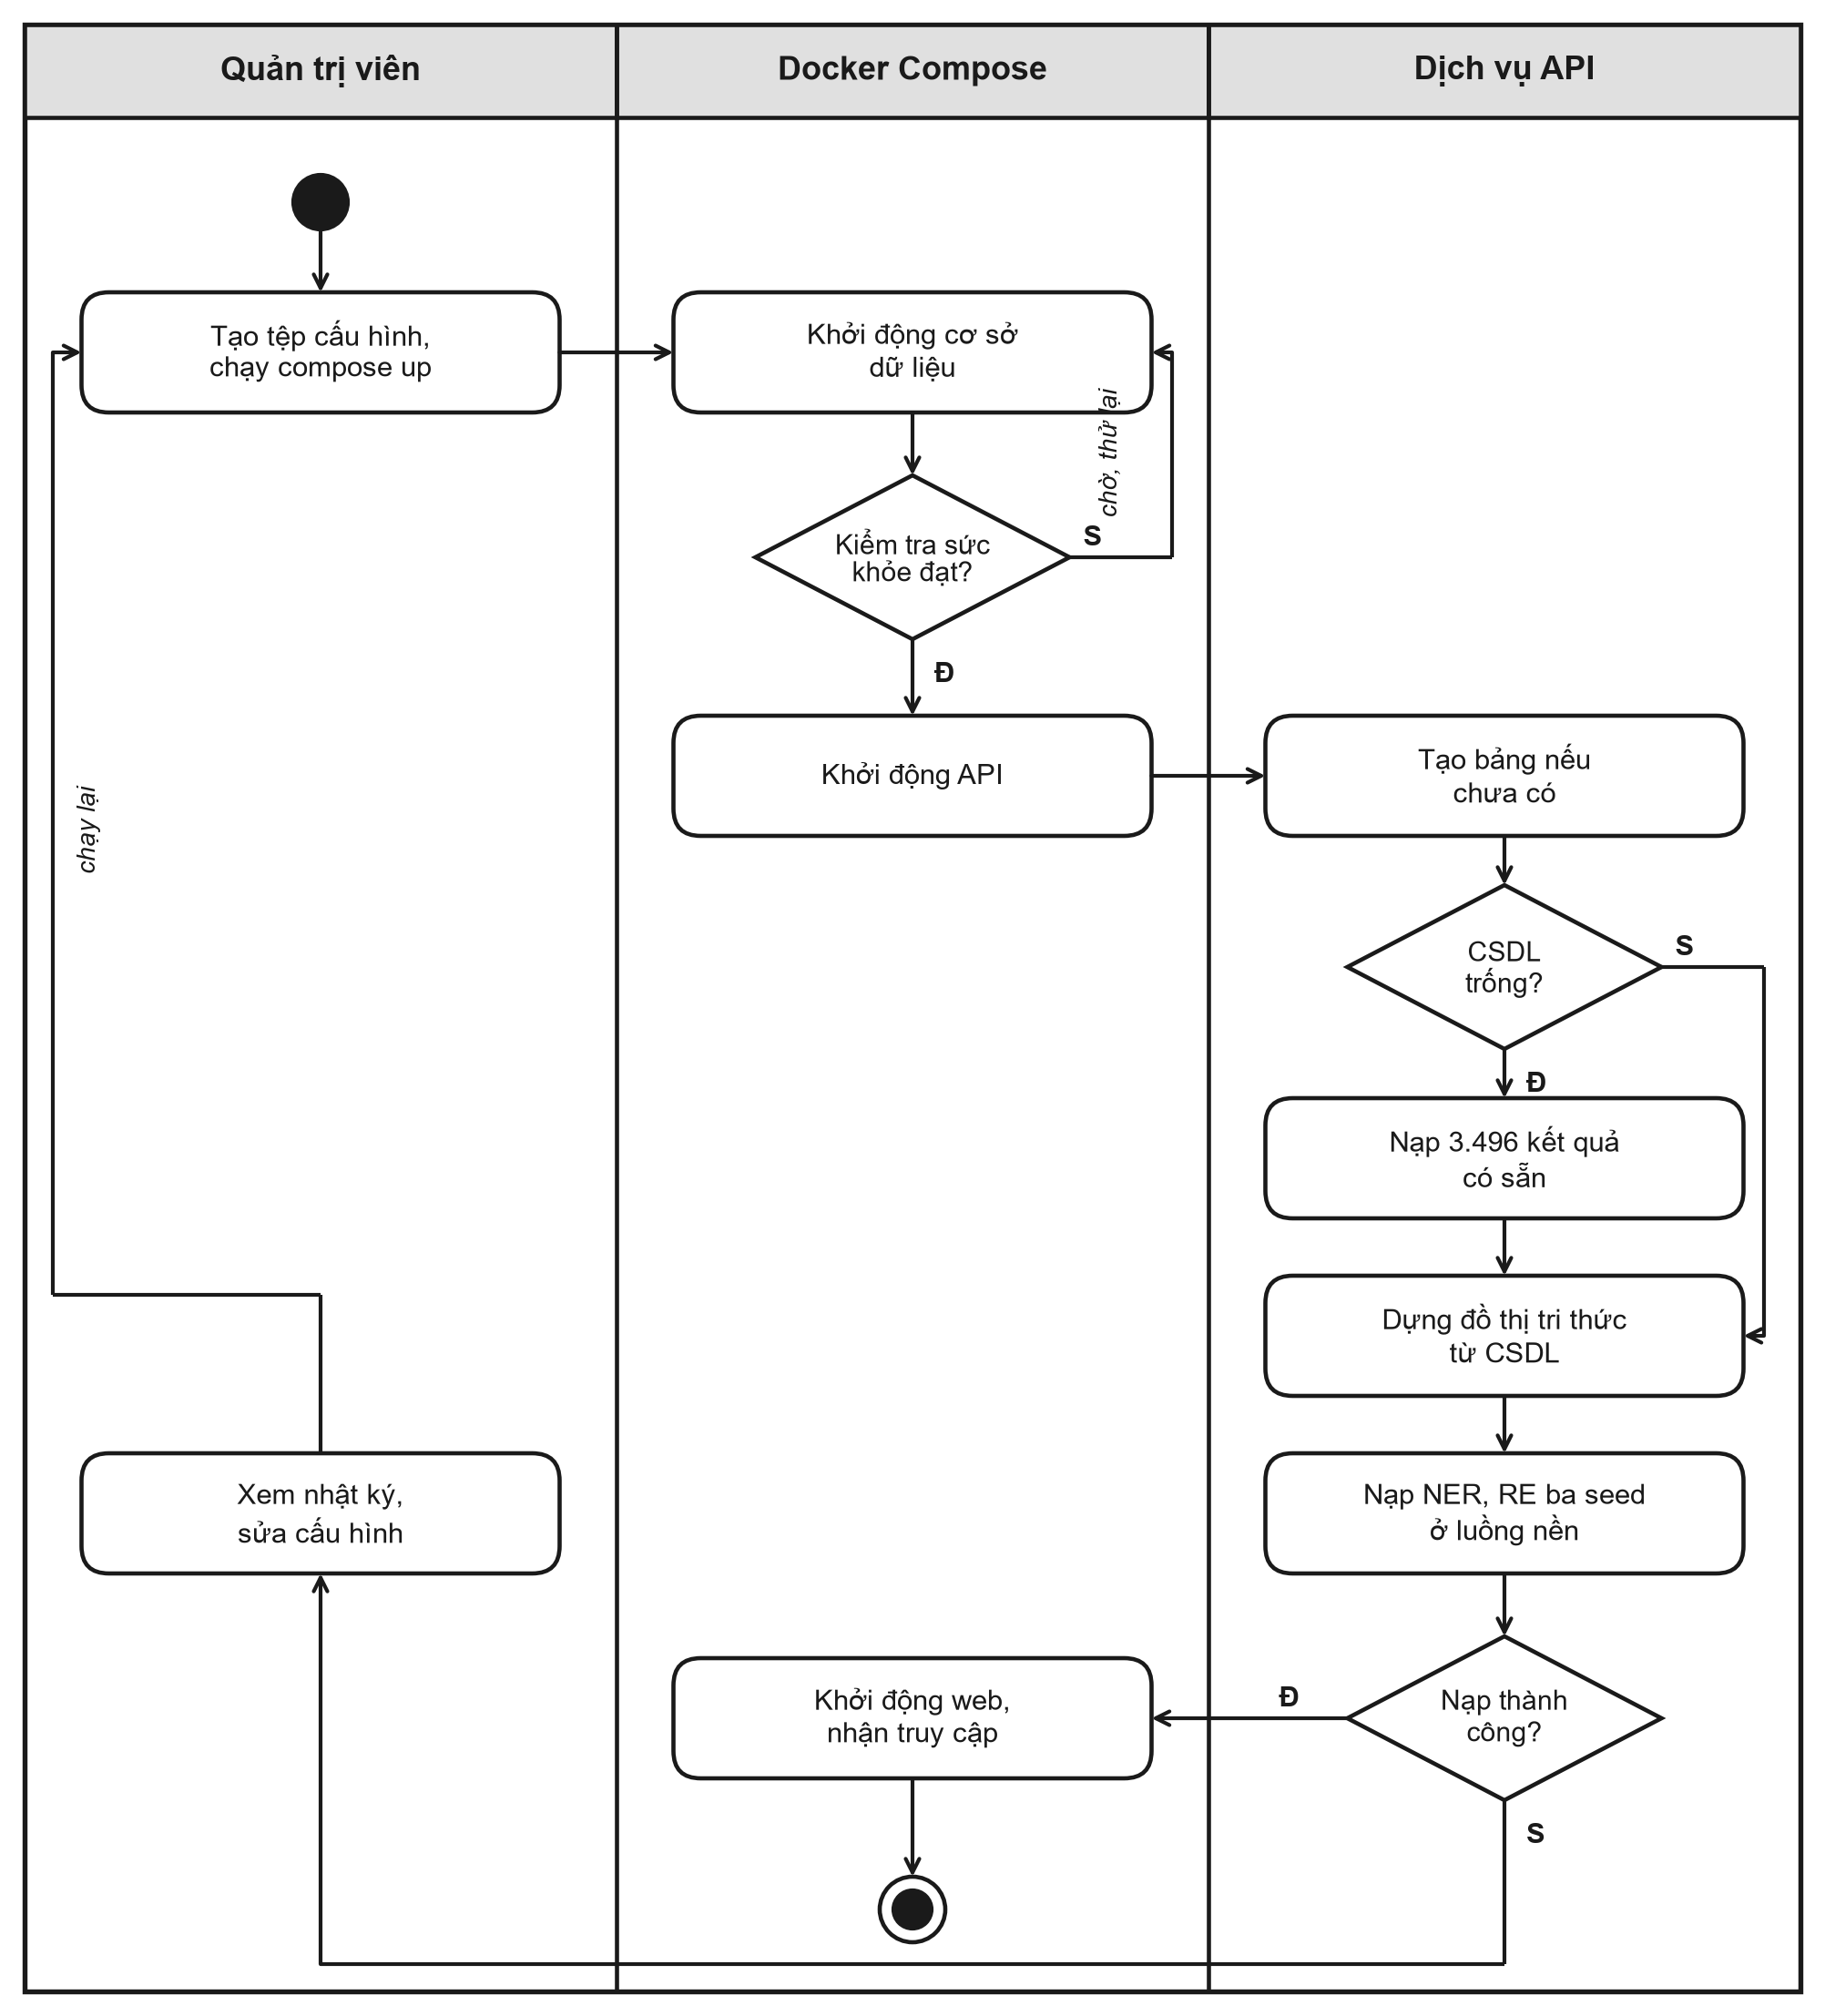 Quản trị viên
Docker Compose
Dịch vụ API
Tạo tệp cấu hình,
chạy compose up
Khởi động cơ sở
dữ liệu
chờ, thử lại
Kiểm tra sức
khỏe đạt?
S
Đ
Khởi động API
Tạo bảng nếu
chưa có
chạy lại
CSDL
trống?
S
Đ
Nạp 3.496 kết quả
có sẵn
Dựng đồ thị tri thức
từ CSDL
Xem nhật ký,
sửa cấu hình
Nạp NER, RE ba seed
ở luồng nền
Khởi động web,
nhận truy cập
Đ
Nạp thành
công?
S